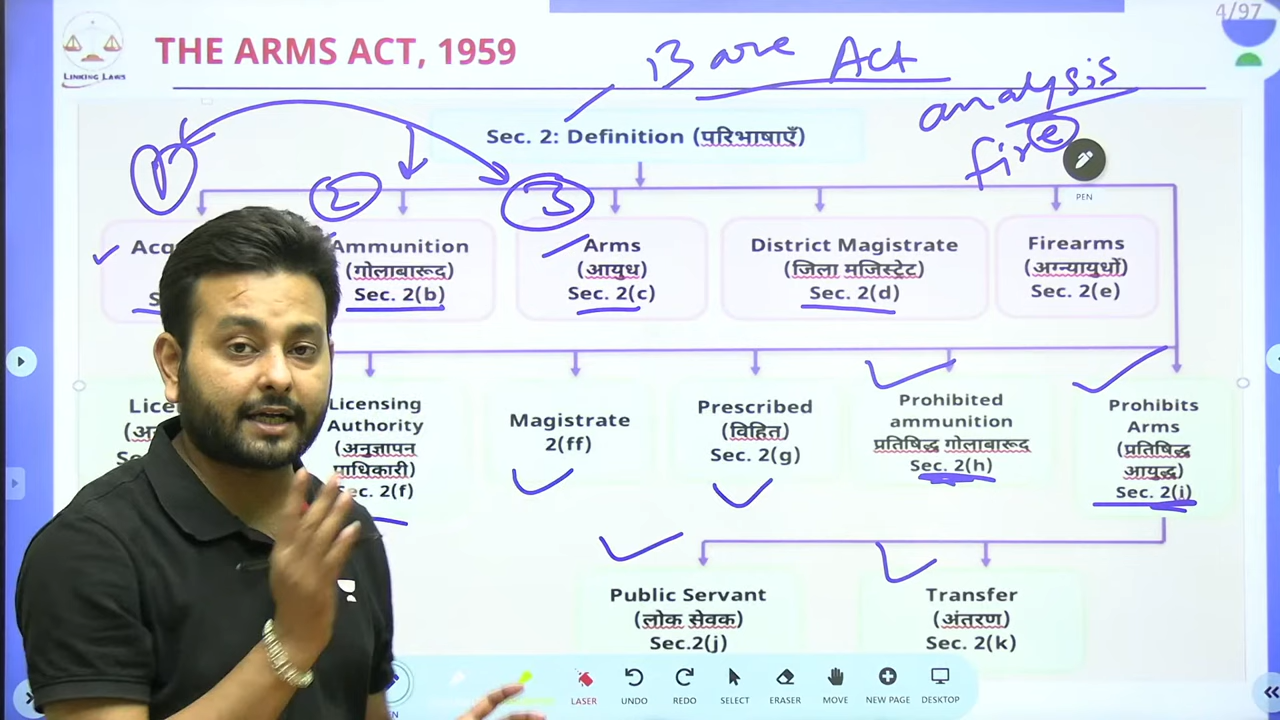 4/97
LINKING LAWS
THE ARMS ACT, 1959
Bare Act
analysis
fire
Sec. 2: Definition (परिभाषाएँ)
PEN
1
2
3
Ammunition
(गोलाबारूद)
Sec. 2(b)
Arms
(आयुध)
Sec. 2(c)
District Magistrate
(जिला मजिस्ट्रेट)
Sec. 2(d)
Firearms
(अग्न्यायुधों)
Sec. 2(e)
Licensing
Authority
(अनुज्ञापन
प्राधिकारी)
Sec. 2(f)
Magistrate
2(ff)
Prescribed
(विहित)
Sec. 2(g)
Prohibited
ammunition
प्रतिषिद्ध गोलाबारूद
Sec. 2(h)
Prohibits
Arms
(प्रतिषिद्ध
आयुद्ध)
Sec. 2(i)
Public Servant
(लोक सेवक)
Sec.2(j)
Transfer
(अंतरण)
Sec. 2(k)
LASER
UNDO
REDO
SELECT
ERASER
MOVE
NEW PAGE
DESKTOP